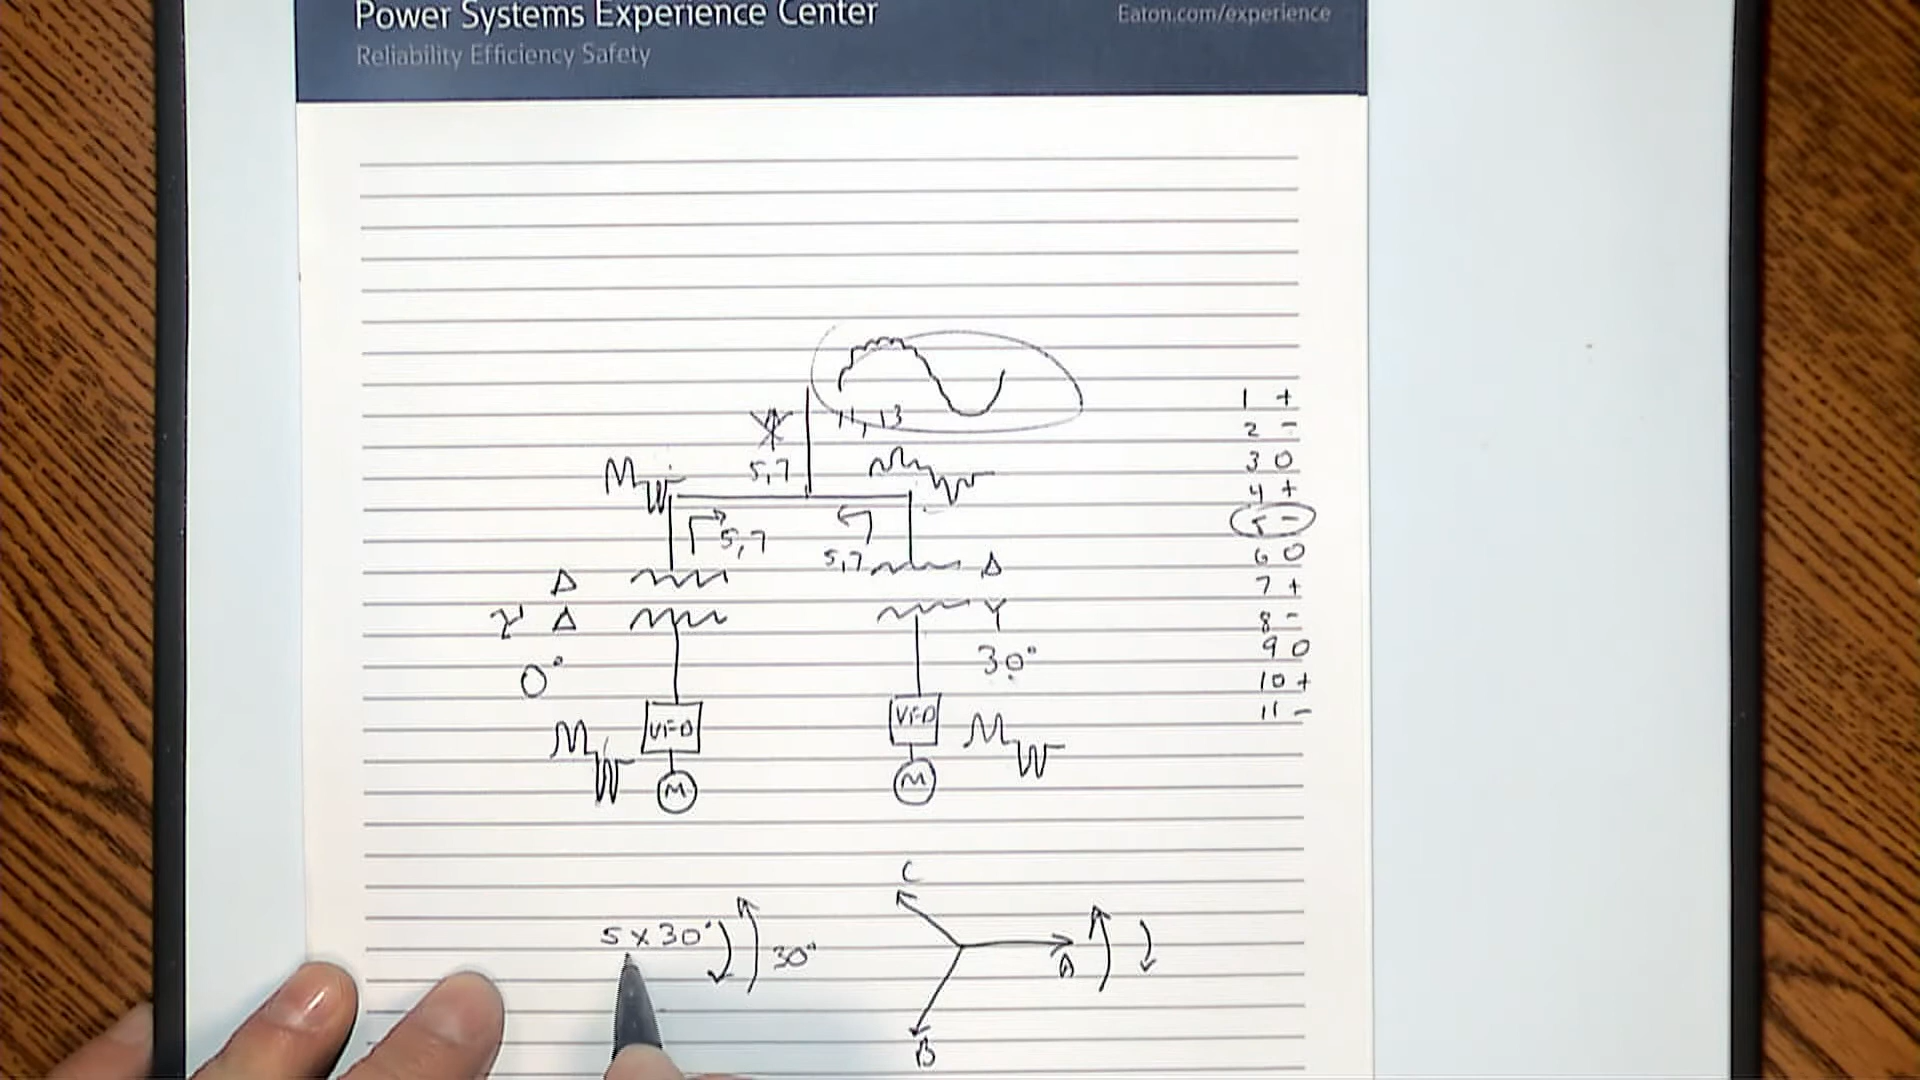 Power Systems Experience Center
Eaton.com/experience
Reliability Efficiency Safety
11, 13
5,7
5,7
5,7
Δ
Δ
Δ
Y
0°
30°
VFD
M
VFD
M
1 +
2 -
3 0
4 +
5 -
6 0
7 +
8 -
9 0
10 +
11 -
5 x 30°
30°
C
A
B